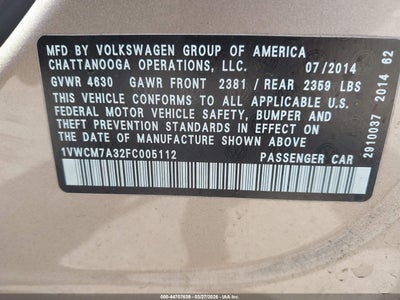 MFD BY VOLKSWAGEN GROUP OF AMERICA
CHATTANOOGA OPERATIONS, LLC. 07/2014
GVWR 4630 GAWR FRONT 2381 / REAR 2359 LBS
THIS VEHICLE CONFORMS TO ALL APPLICABLE U.S.
FEDERAL MOTOR VEHICLE SAFETY, BUMPER AND
THEFT PREVENTION STANDARDS IN EFFECT ON
THE DATE OF MANUFACTURE SHOWN ABOVE
1VWCM7A32FC005112 PASSENGER CAR
2910037 2014 62
000-44707639 - 03/27/2026 - IAA